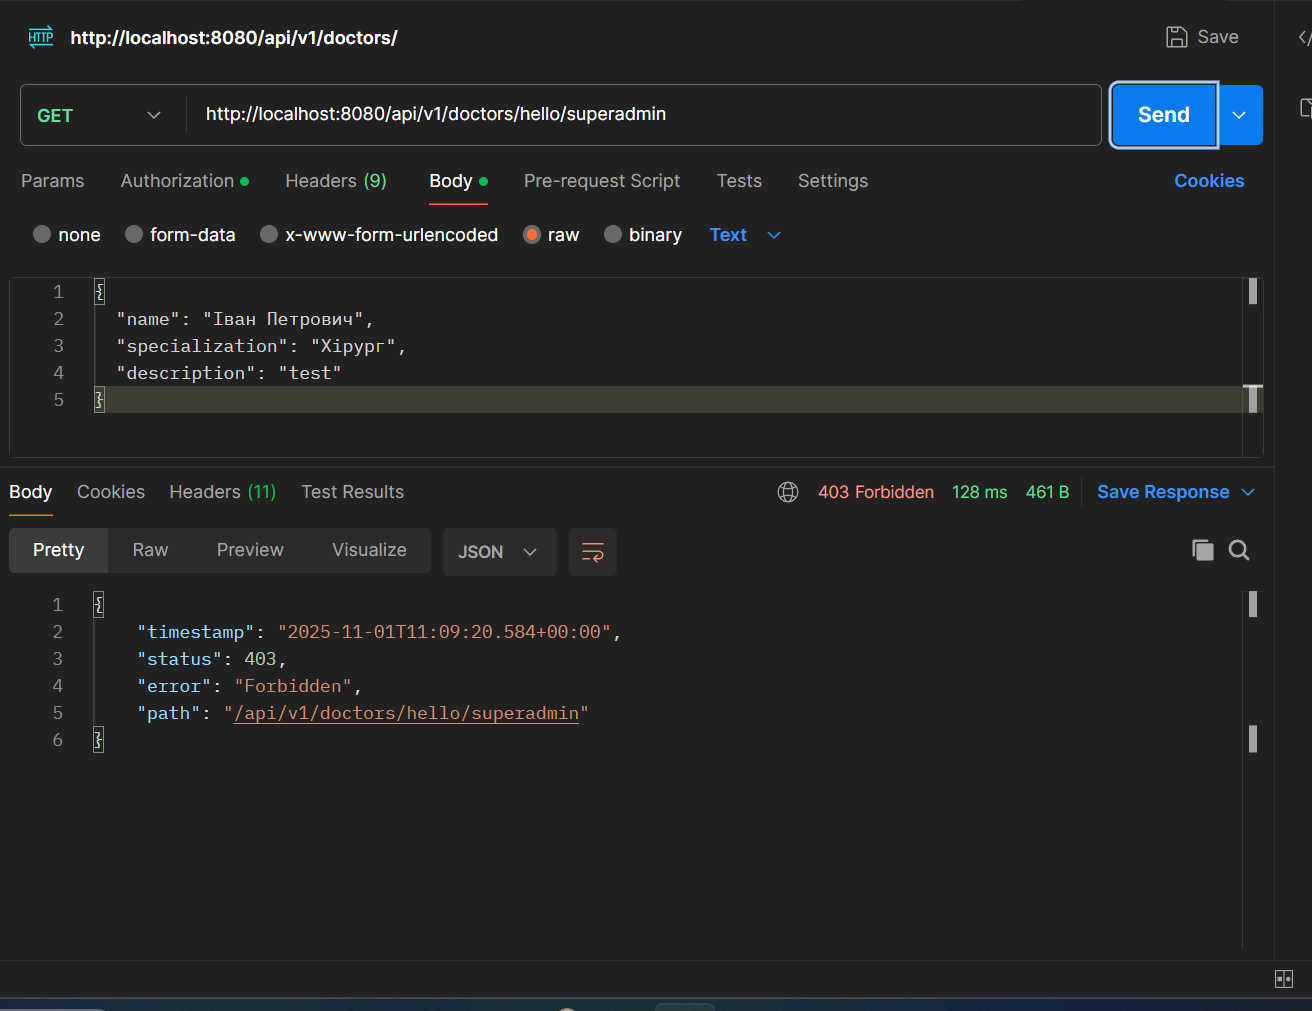 HTTP http://localhost:8080/api/v1/doctors/ Save
GET http://localhost:8080/api/v1/doctors/hello/superadmin Send
Params Authorization Headers (9) Body Pre-request Script Tests Settings Cookies
none form-data x-www-form-urlencoded raw binary Text
1 {
2 "name": "Іван Петрович",
3 "specialization": "Хірург",
4 "description": "test"
5 }
Body Cookies Headers (11) Test Results 403 Forbidden 128 ms 461 B Save Response
Pretty Raw Preview Visualize JSON
1 {
2 "timestamp": "2025-11-01T11:09:20.584+00:00",
3 "status": 403,
4 "error": "Forbidden",
5 "path": "/api/v1/doctors/hello/superadmin"
6 }